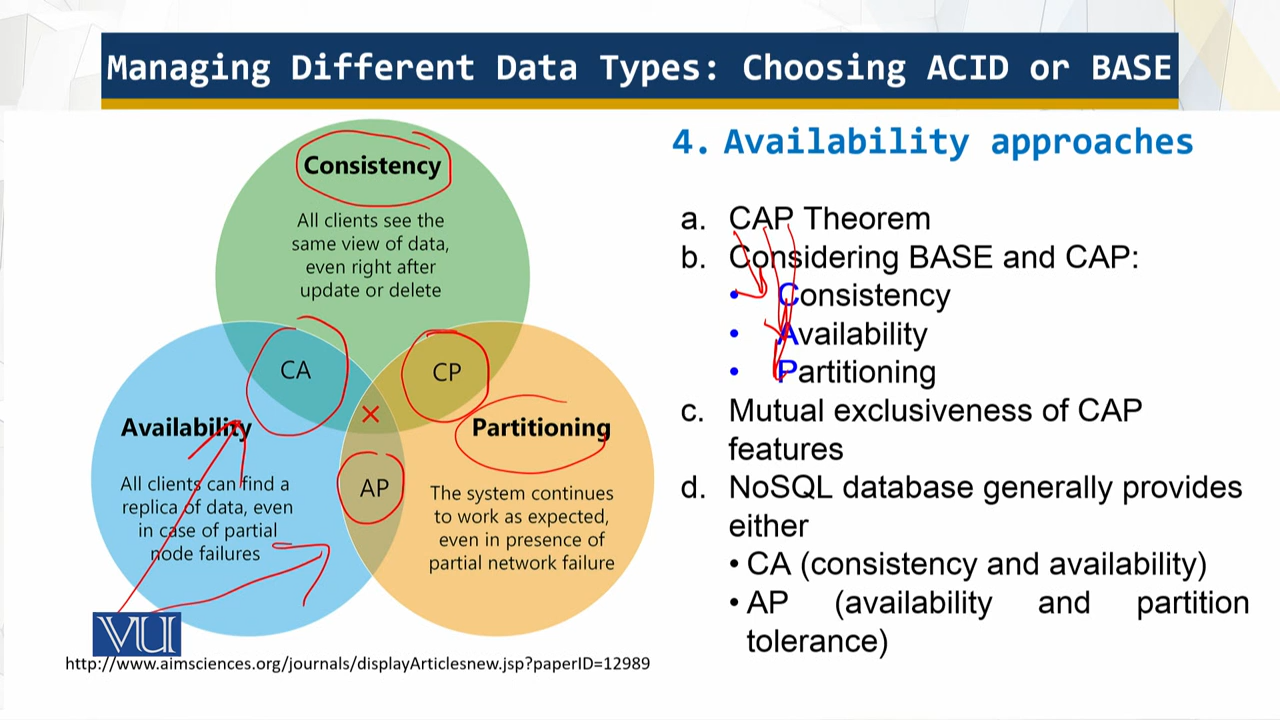 Managing Different Data Types: Choosing ACID or BASE
Consistency
All clients see the
same view of data,
even right after
update or delete
CA
CP
×
Availability
All clients can find a
replica of data, even
in case of partial
node failures
AP
Partitioning
The system continues
to work as expected,
even in presence of
partial network failure
VU
http://www.aimsciences.org/journals/displayArticlesnew.jsp?paperID=12989
4. Availability approaches
a. CAP Theorem
b. Considering BASE and CAP:
• Consistency
• Availability
• Partitioning
c. Mutual exclusiveness of CAP
features
d. NoSQL database generally provides
either
• CA (consistency and availability)
• AP (availability and partition
tolerance)